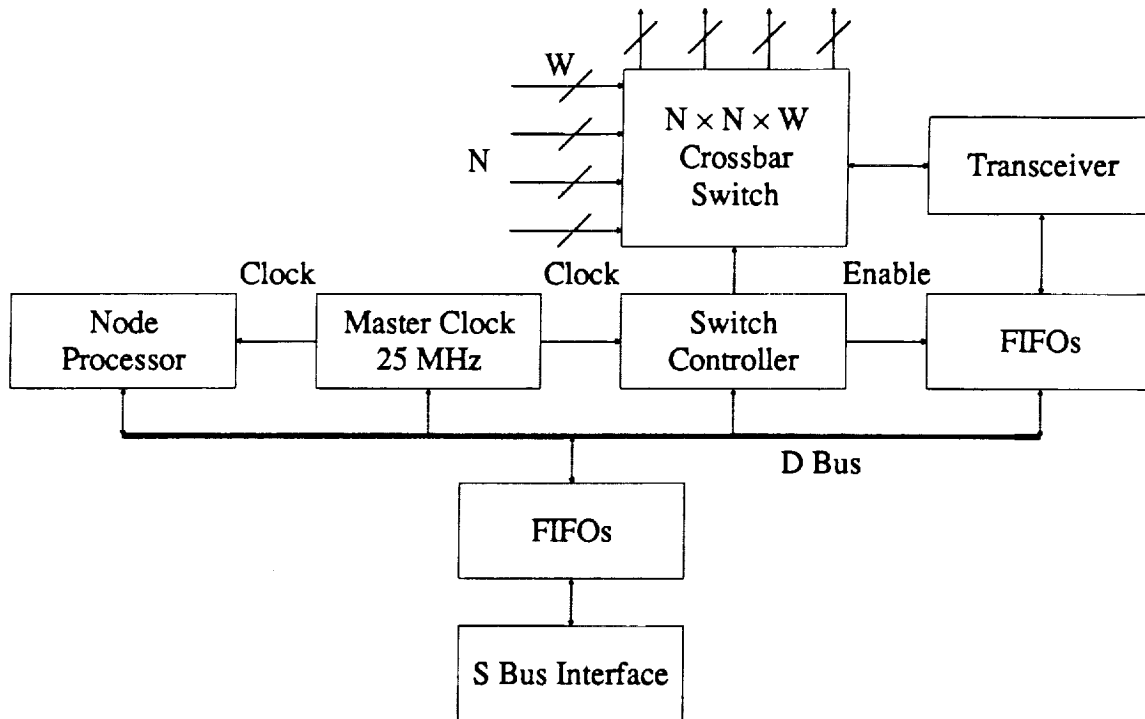 W
N
N × N × W
Crossbar
Switch
Transceiver
Clock
Clock
Enable
Node
Processor
Master Clock
25 MHz
Switch
Controller
FIFOs
D Bus
FIFOs
S Bus Interface